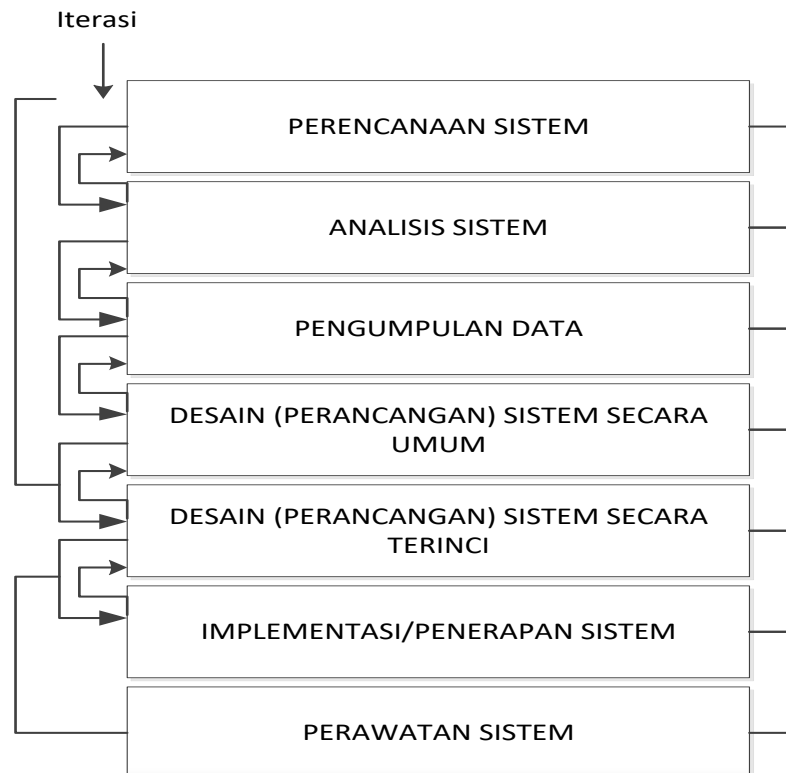 Iterasi
PERENCANAAN SISTEM
ANALISIS SISTEM
PENGUMPULAN DATA
DESAIN (PERANCANGAN) SISTEM SECARA
UMUM
DESAIN (PERANCANGAN) SISTEM SECARA
TERINCI
IMPLEMENTASI/PENERAPAN SISTEM
PERAWATAN SISTEM